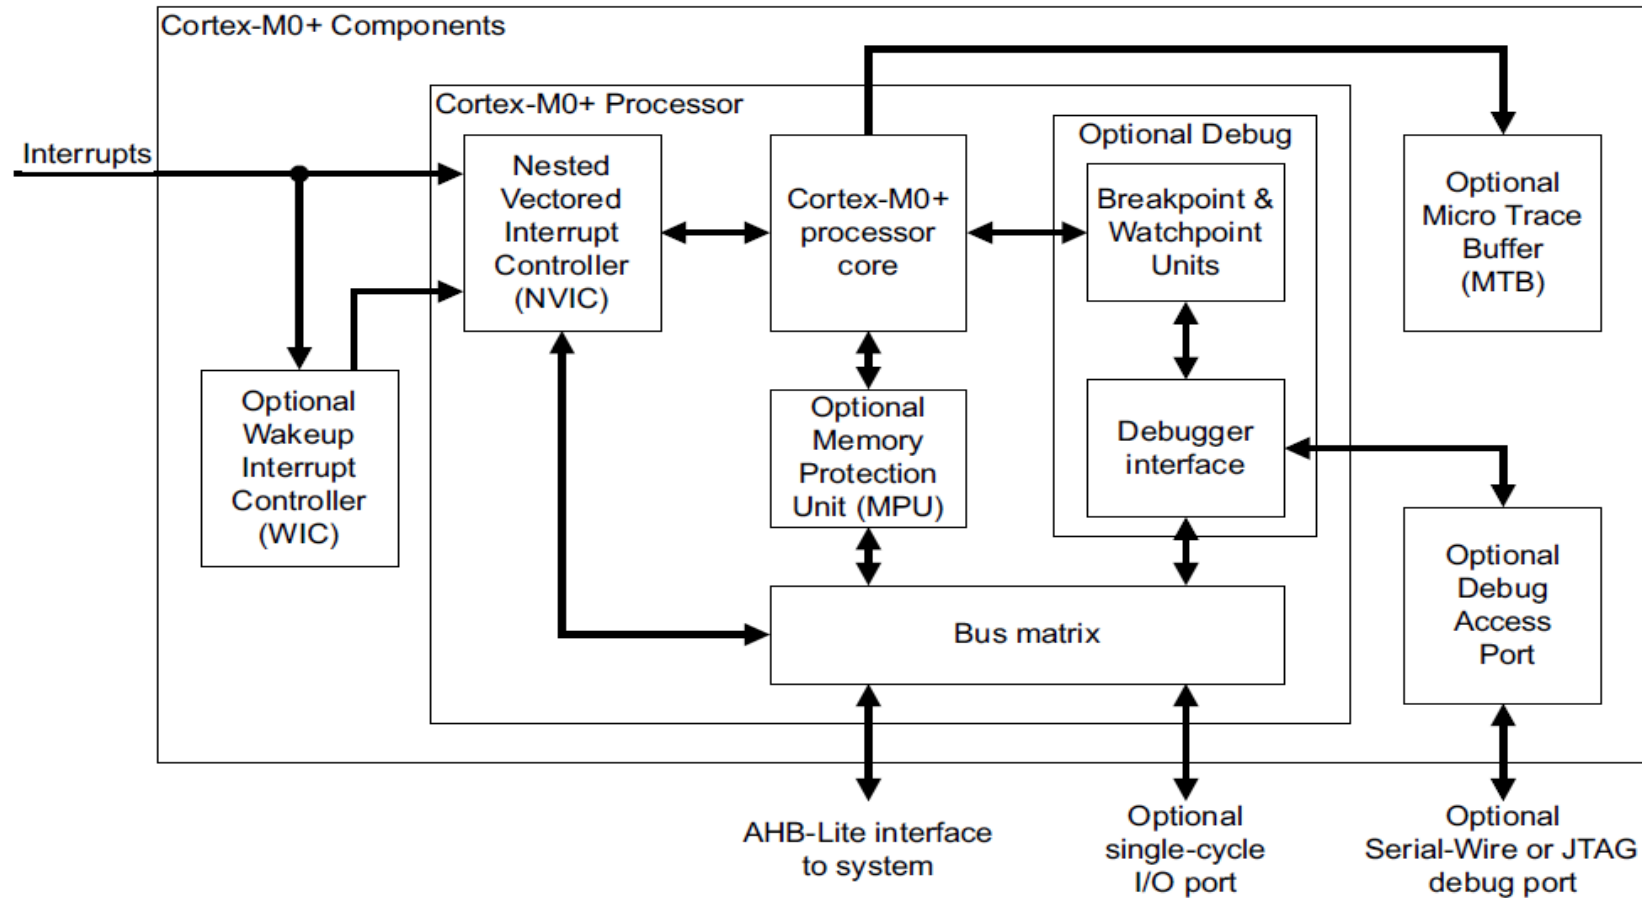 Cortex-M0+ Components
Cortex-M0+ Processor
Interrupts
Nested
Vectored
Interrupt
Controller
(NVIC)
Cortex-M0+
processor
core
Optional Debug
Breakpoint &
Watchpoint
Units
Optional
Micro Trace
Buffer
(MTB)
Optional
Wakeup
Interrupt
Controller
(WIC)
Optional
Memory
Protection
Unit (MPU)
Debugger
interface
Optional
Debug
Access
Port
Bus matrix
AHB-Lite interface
to system
Optional
single-cycle
I/O port
Optional
Serial-Wire or JTAG
debug port